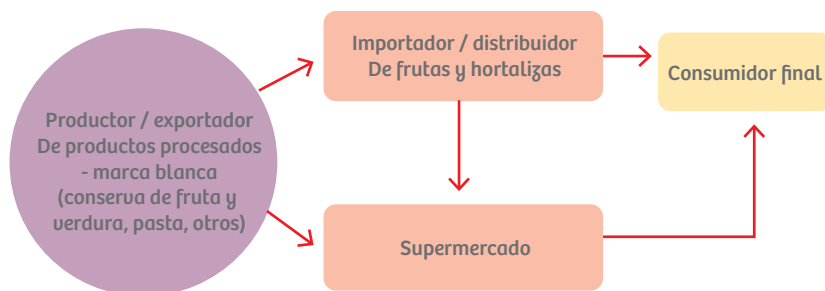 Productor / exportador
De productos procesados
- marca blanca
(conserva de fruta y
verdura, pasta, otros)
Importador / distribuidor
De frutas y hortalizas
Consumidor final
Supermercado